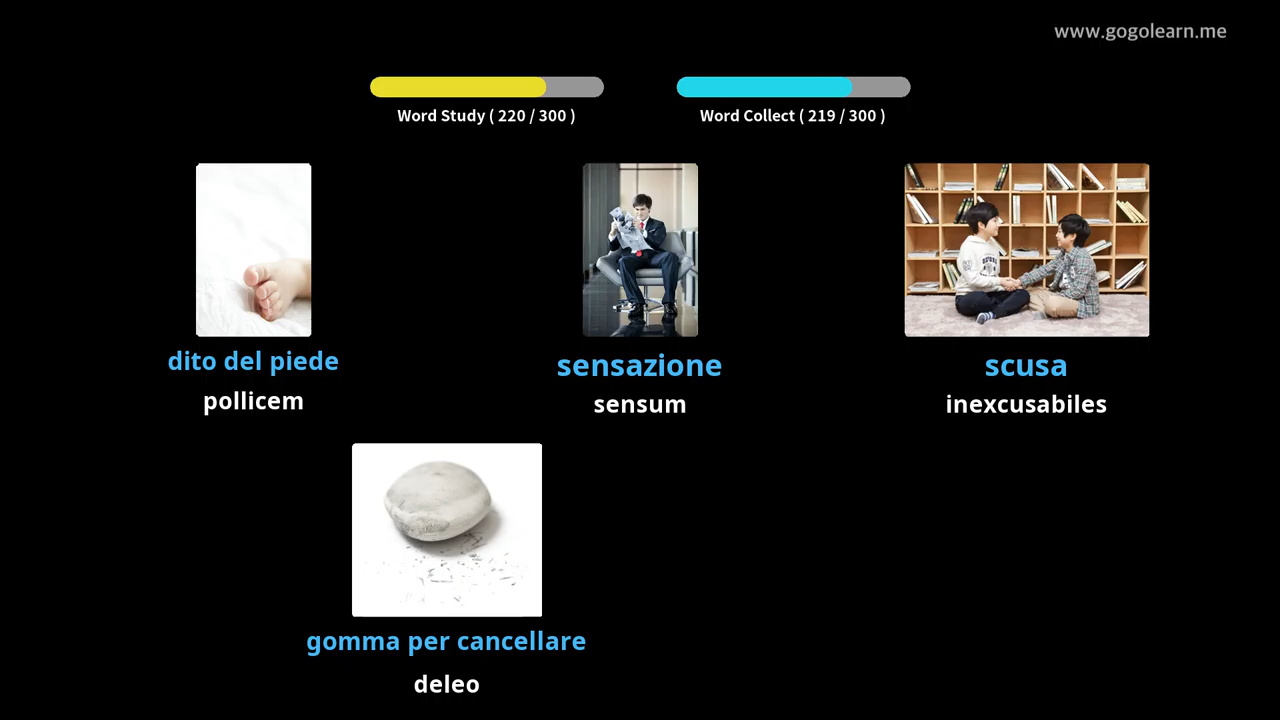 www.gogolearn.me
Word Study ( 220 / 300 )
Word Collect ( 219 / 300 )
dito del piede
pollicem
sensazione
sensum
scusa
inexcusabiles
gomma per cancellare
deleo